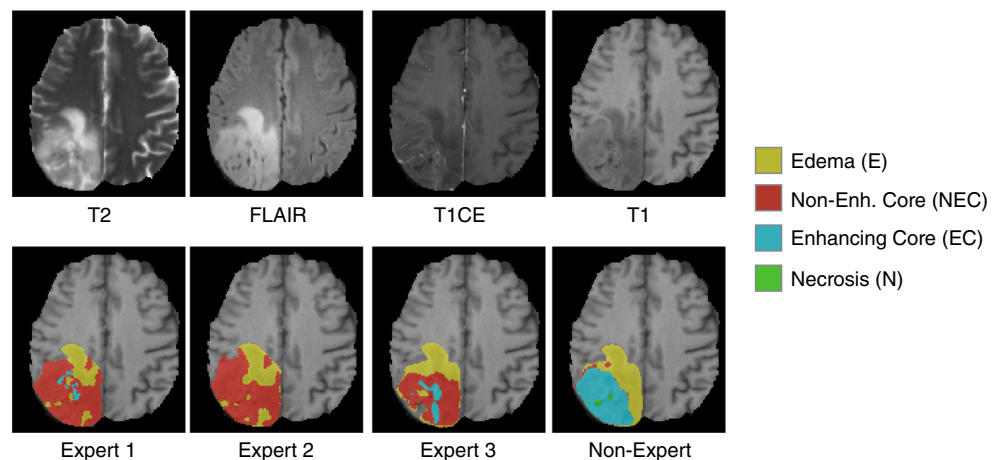 T2
FLAIR
T1CE
T1
Edema (E)
Non-Enh. Core (NEC)
Enhancing Core (EC)
Necrosis (N)
Expert 1
Expert 2
Expert 3
Non-Expert